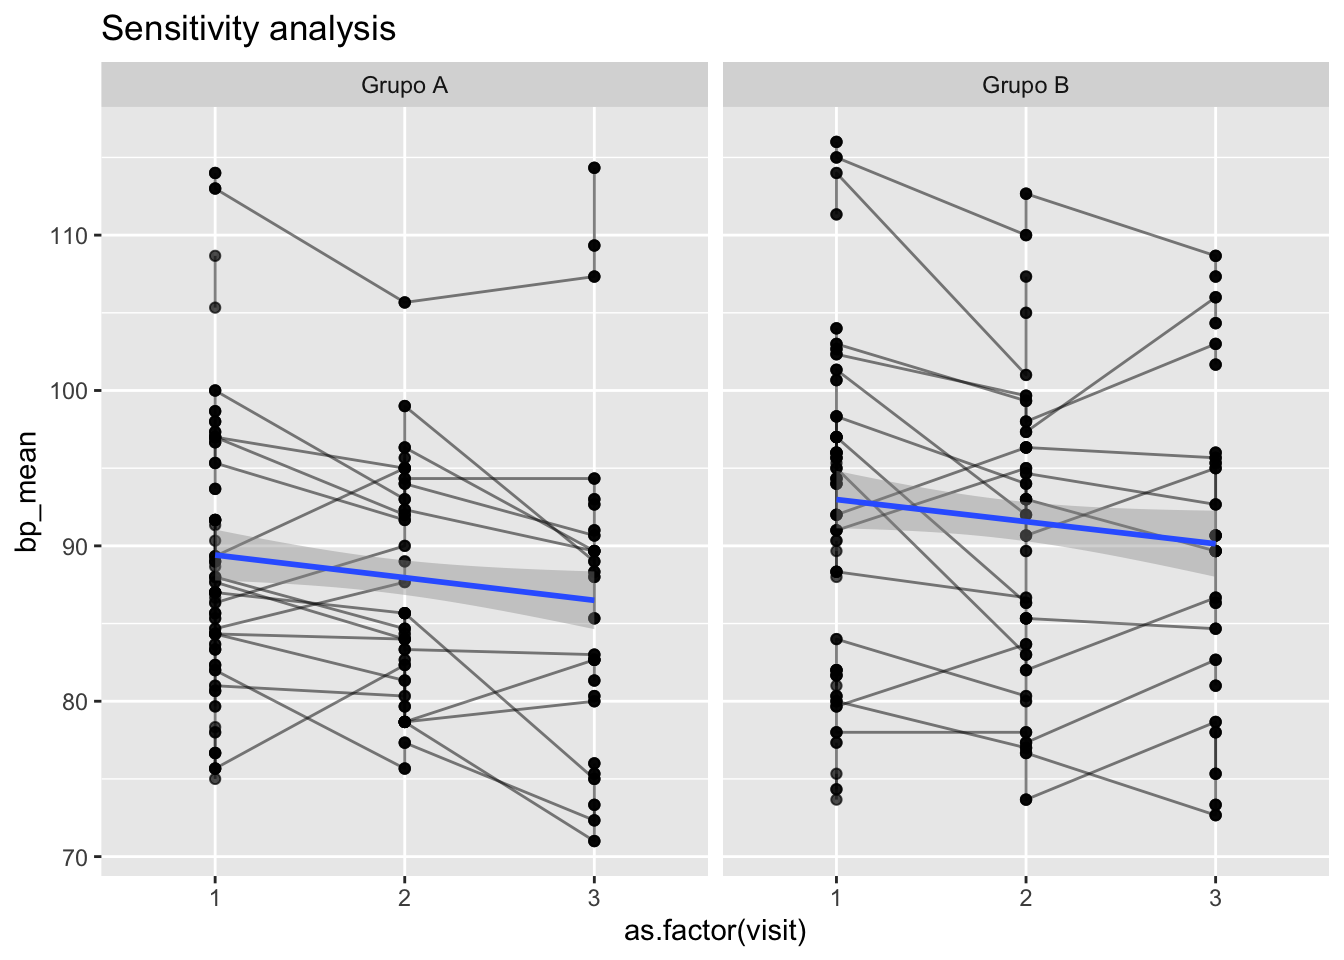 Sensitivity analysis
Grupo A
Grupo B
110
100
90
80
70
bp_mean
1 2 3
1 2 3
as.factor(visit)